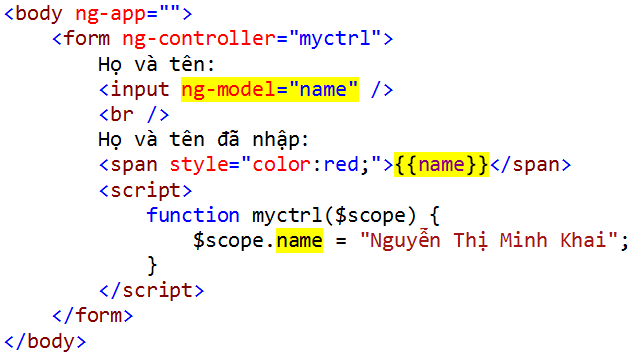 <body ng-app="">
<form ng-controller="myctrl">
Họ và tên:
<input ng-model="name" />
<br />
Họ và tên đã nhập:
<span style="color:red;">{{name}}</span>
<script>
function myctrl($scope) {
$scope.name = "Nguyễn Thị Minh Khai";
}
</script>
</form>
</body>